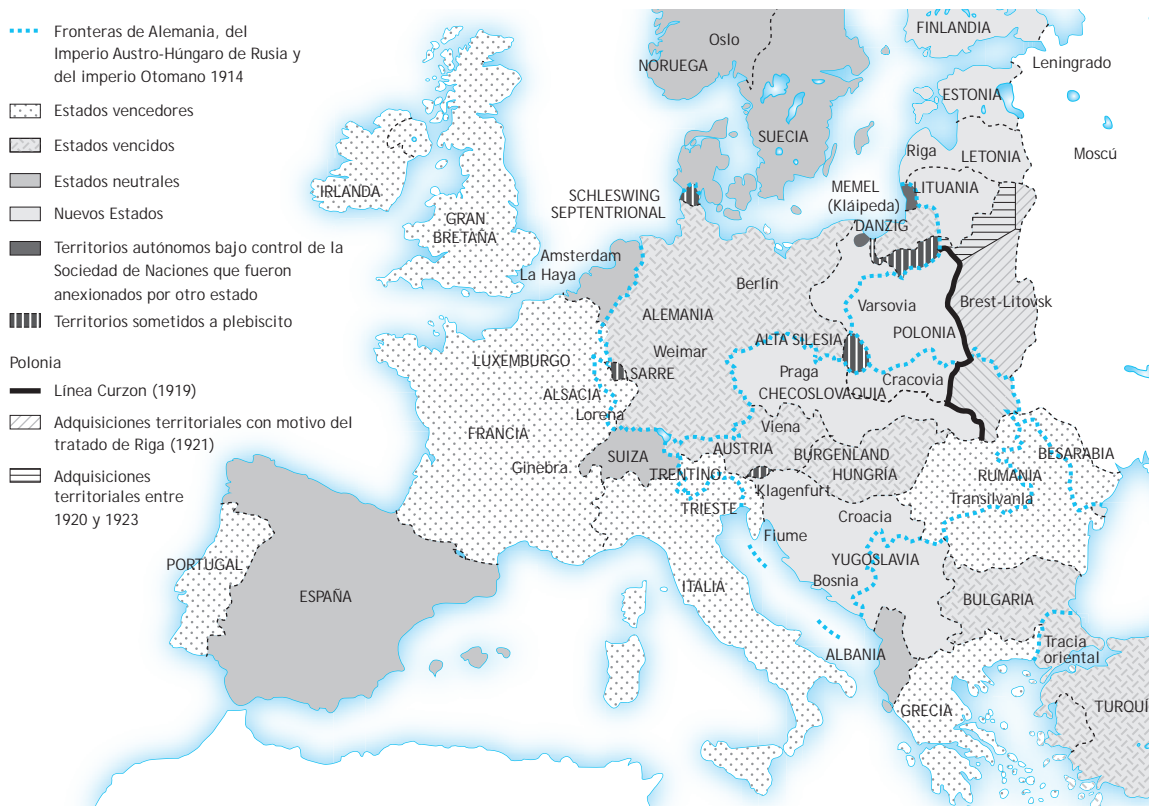 Fronteras de Alemania, del
Imperio Austro-Húngaro de Rusia y
del imperio Otomano 1914
Estados vencedores
Estados vencidos
Estados neutrales
Nuevos Estados
Territorios autónomos bajo control de la
Sociedad de Naciones que fueron
anexionados por otro estado
Territorios sometidos a plebiscito
Polonia
Línea Curzon (1919)
Adquisiciones territoriales con motivo del
tratado de Riga (1921)
Adquisiciones
territoriales entre
1920 y 1923
FINLANDIA
Oslo
NORUEGA
Leningrado
ESTONIA
SUECIA
Riga
LETONIA
Moscú
IRLANDA
SCHLESWING
SEPTENTRIONAL
MEMEL
(Kláipeda)
LITUANIA
GRAN
BRETAÑA
DANZIG
Amsterdam
La Haya
Berlín
Varsovia
Brest-Litovsk
ALEMANIA
POLONIA
ALTA SILESIA
LUXEMBURGO
Weimar
SARRE
Praga
Cracovia
ALSACIA
CHECOSLOVAQUIA
Lorena
FRANCIA
Viena
AUSTRIA
BURGENLAND
BESARABIA
SUIZA
Ginebra
HUNGRÍA
RUMANIA
TRENTINO
Klagenfurt
Transilvania
TRIESTE
Croacia
Fiume
YUGOSLAVIA
PORTUGAL
Bosnia
ITALIA
ESPAÑA
BULGARIA
Tracia
oriental
ALBANIA
GRECIA
TURQUÍ